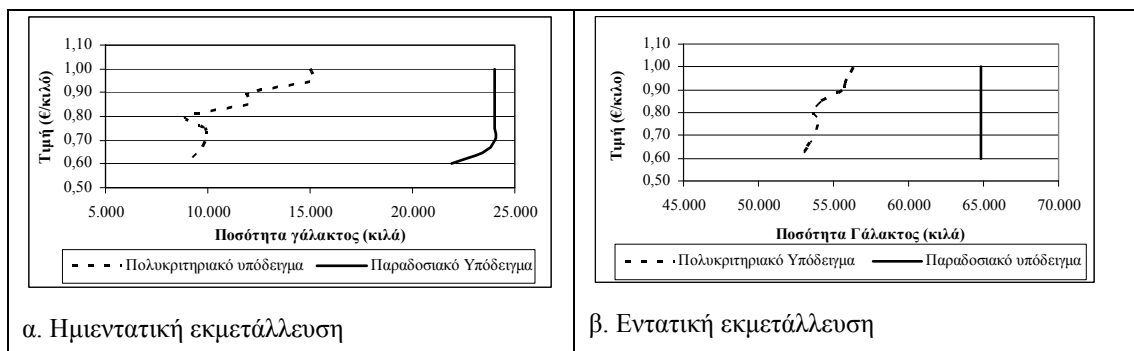 1,10
1,00
0,90
0,80
0,70
0,60
0,50
Τιμή (€/κιλό)
5.000 10.000 15.000 20.000 25.000
Ποσότητα γάλακτος (κιλά)
Πολυκριτηριακό υπόδειγμα Παραδοσιακό Υπόδειγμα
α. Ημιεντατική εκμετάλλευση
1,10
1,00
0,90
0,80
0,70
0,60
0,50
Τιμή (€/κιλο)
45.000 50.000 55.000 60.000 65.000 70.000
Ποσότητα Γάλακτος (κιλά)
Πολυκριτηριακό Υπόδειγμα Παραδοσιακό υπόδειγμα
β. Εντατική εκμετάλλευση